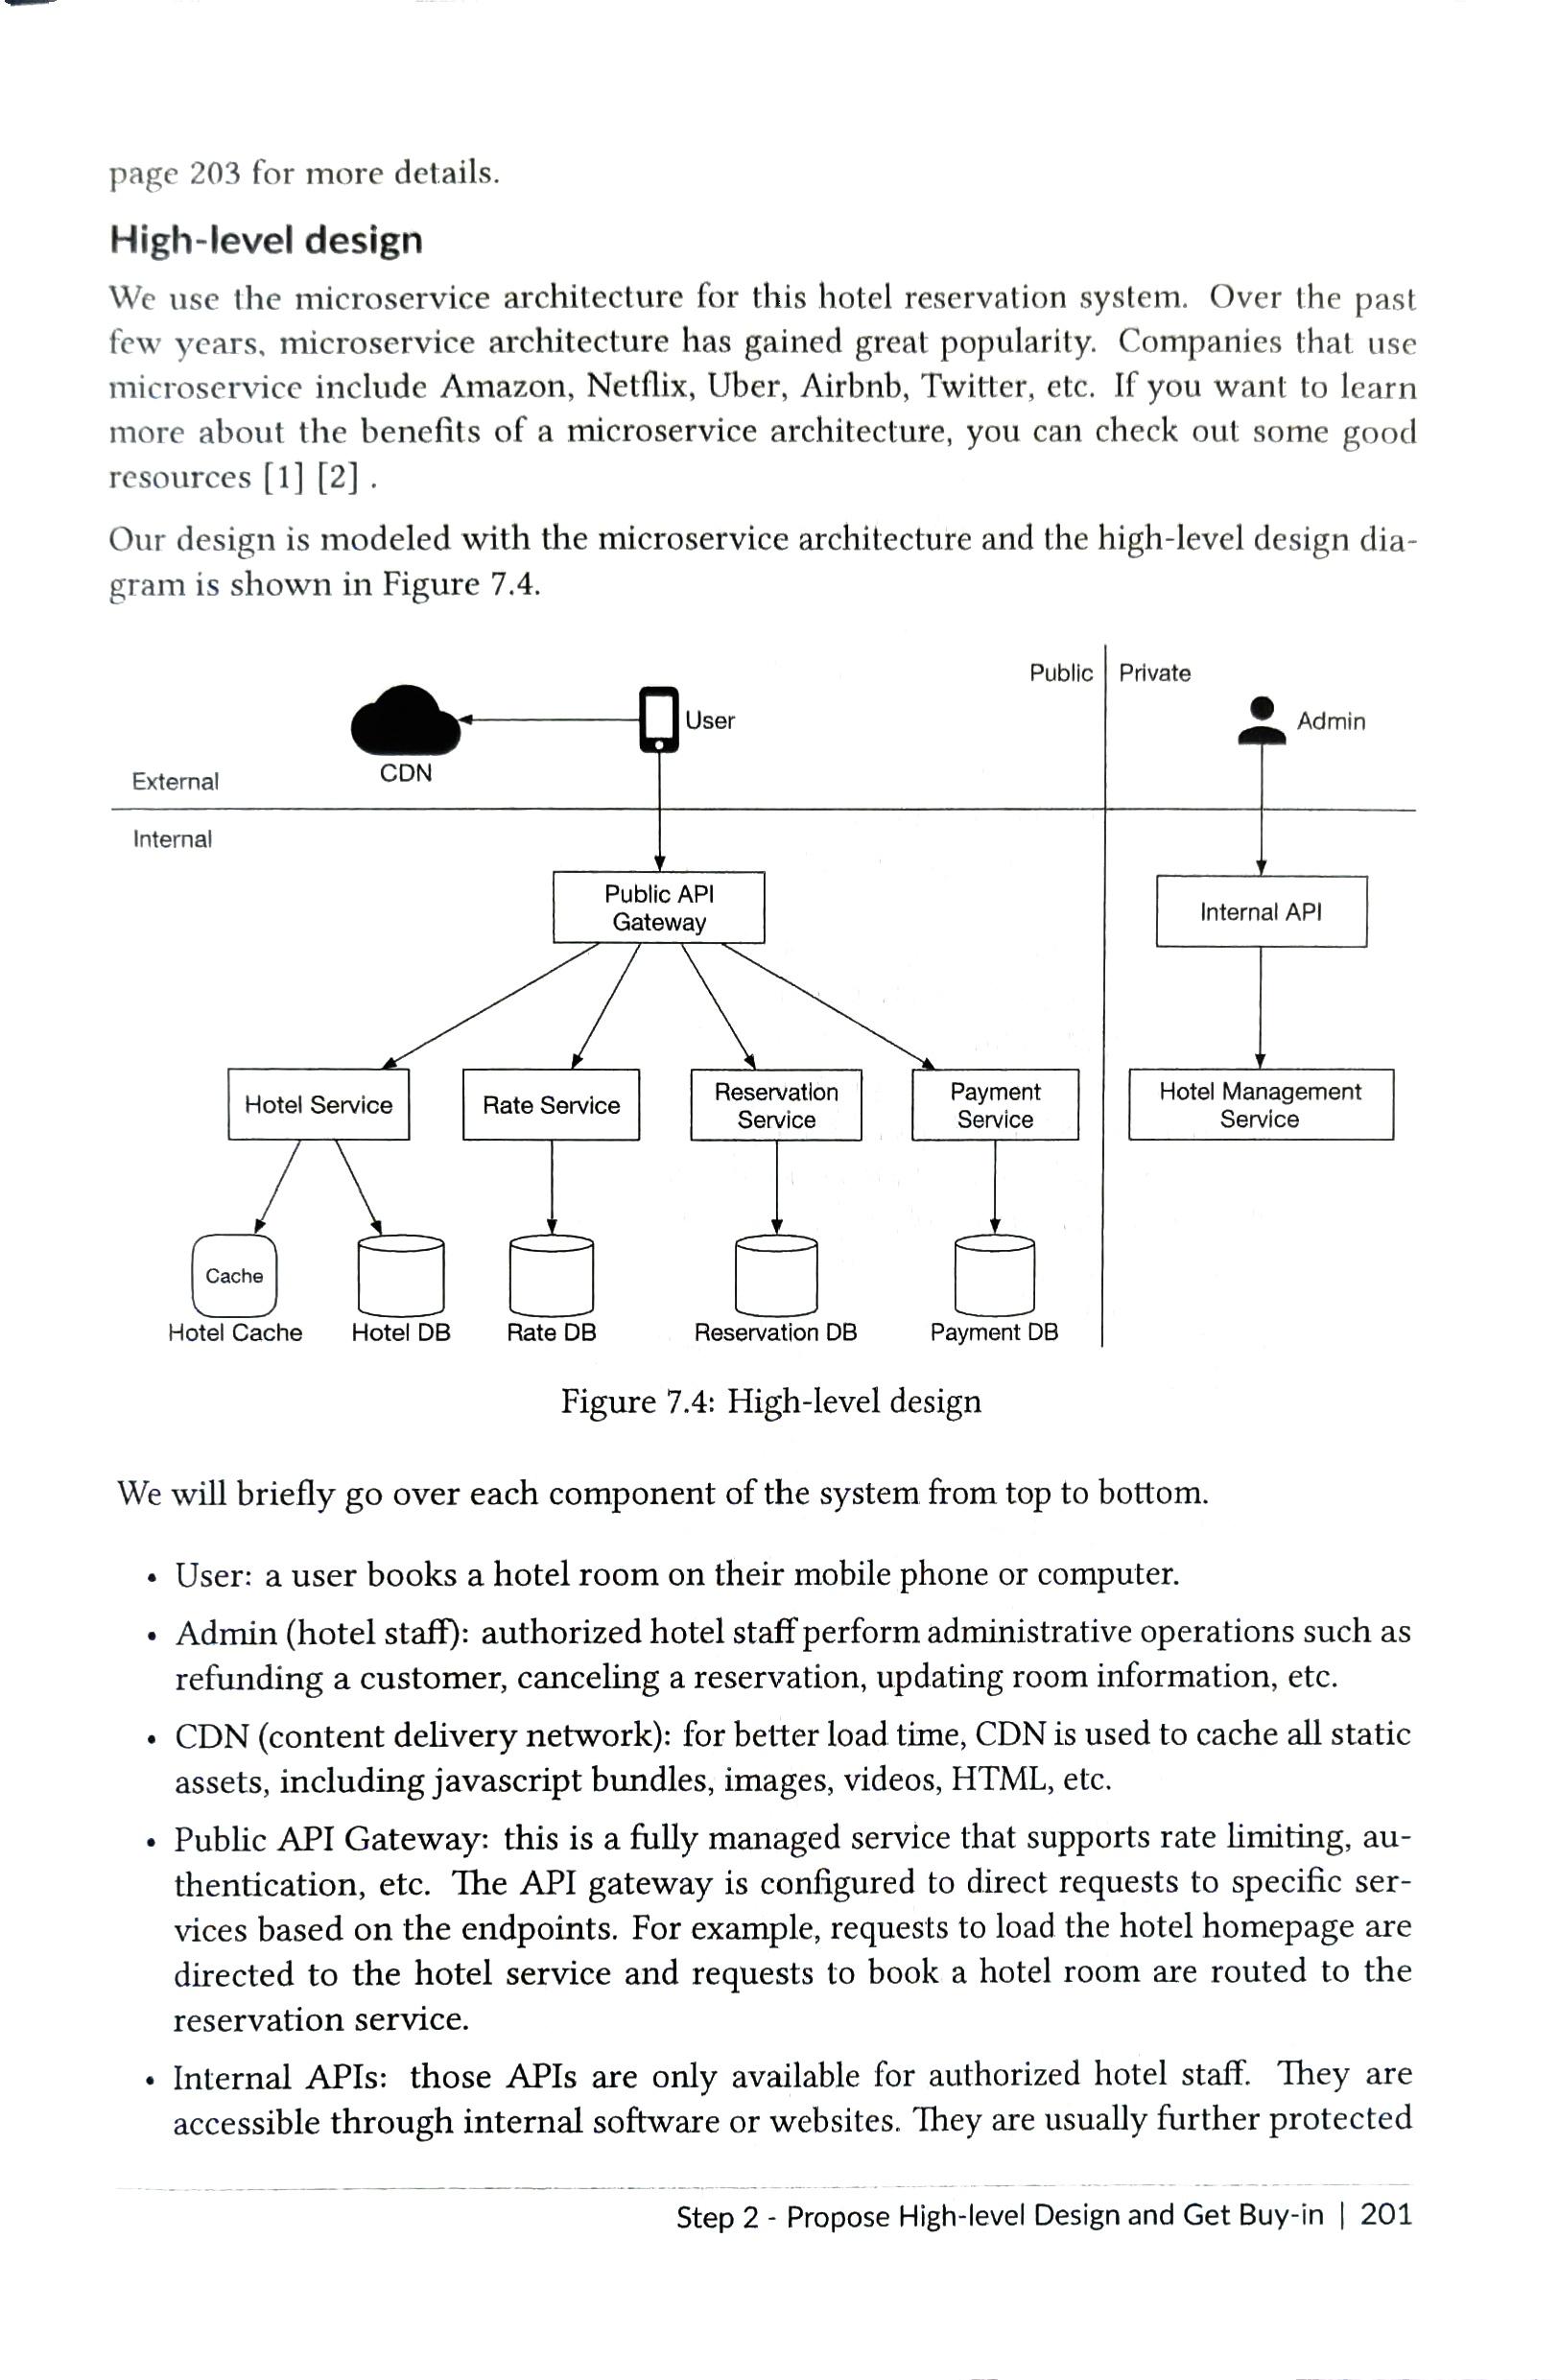 page 203 for more details.
High-level design
We use the microservice architecture for this hotel reservation system. Over the past
few years, microservice architecture has gained great popularity. Companies that use
microservice include Amazon, Netflix, Uber, Airbnb, Twitter, etc. If you want to learn
more about the benefits of a microservice architecture, you can check out some good
resources [1] [2] .
Our design is modeled with the microservice architecture and the high-level design dia-
gram is shown in Figure 7.4.
Public Private
User
Admin
CDN
External
Internal
Public API
Gateway
Internal API
Hotel Service
Rate Service
Reservation
Service
Payment
Service
Hotel Management
Service
Cache
Hotel Cache
Hotel DB
Rate DB
Reservation DB
Payment DB
Figure 7.4: High-level design
We will briefly go over each component of the system from top to bottom.
• User: a user books a hotel room on their mobile phone or computer.
• Admin (hotel staff): authorized hotel staff perform administrative operations such as
refunding a customer, canceling a reservation, updating room information, etc.
• CDN (content delivery network): for better load time, CDN is used to cache all static
assets, including javascript bundles, images, videos, HTML, etc.
• Public API Gateway: this is a fully managed service that supports rate limiting, au-
thentication, etc. The API gateway is configured to direct requests to specific ser-
vices based on the endpoints. For example, requests to load the hotel homepage are
directed to the hotel service and requests to book a hotel room are routed to the
reservation service.
• Internal APIs: those APIs are only available for authorized hotel staff. They are
accessible through internal software or websites. They are usually further protected
Step 2 - Propose High-level Design and Get Buy-in | 201